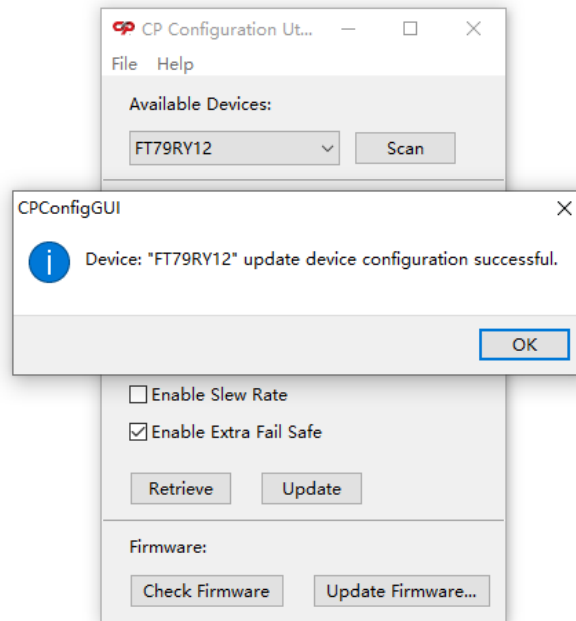 CP Configuration Ut...
File Help
Available Devices:
FT79RY12 Scan
CPConfigGUI
Device: "FT79RY12" update device configuration successful.
OK
Enable Slew Rate
Enable Extra Fail Safe
Retrieve Update
Firmware:
Check Firmware Update Firmware...